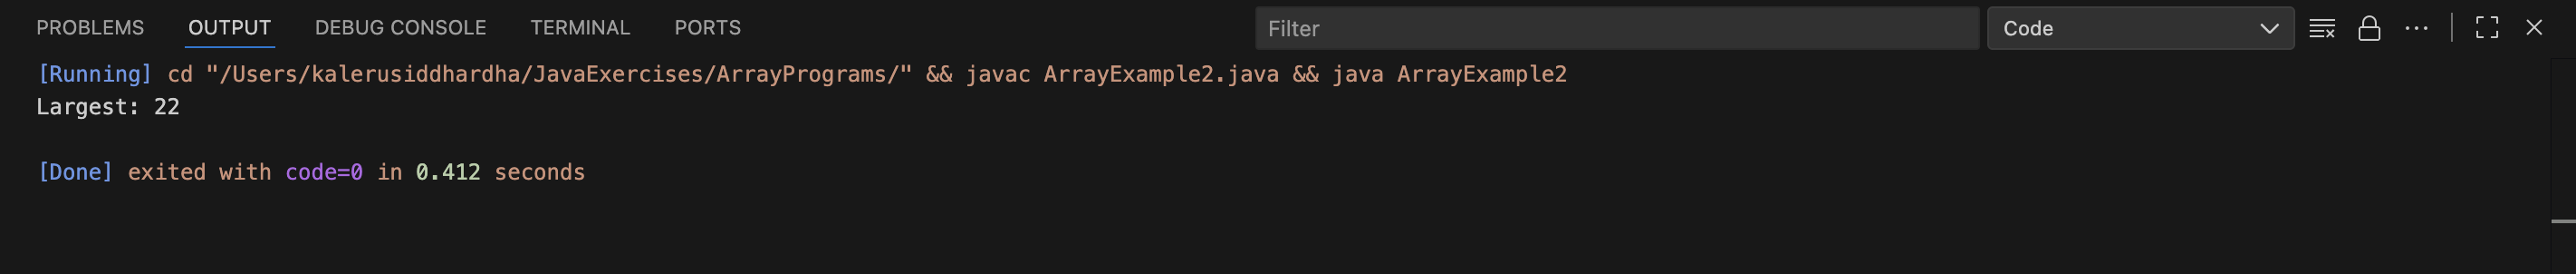 PROBLEMS OUTPUT DEBUG CONSOLE TERMINAL PORTS Filter Code
[Running] cd "/Users/kalerusiddhardha/JavaExercises/ArrayPrograms/" && javac ArrayExample2.java && java ArrayExample2
Largest: 22
[Done] exited with code=0 in 0.412 seconds